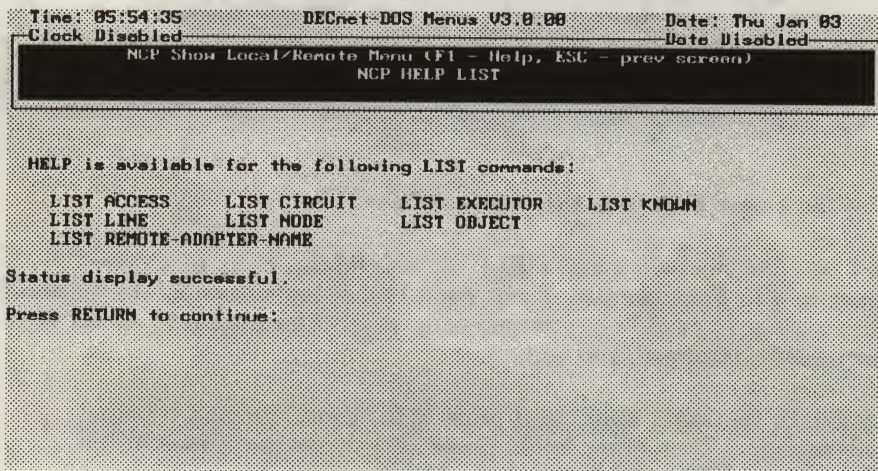 Time: 05:54:35 DECnet-DOS Menus V3.0.00 Date: Thu Jan 03
Clock Disabled Date Disabled
NCP Show Local/Remote Menu (F1 - Help, ESC - prev screen)
NCP HELP LIST
HELP is available for the following LIST commands:
LIST ACCESS LIST CIRCUIT LIST EXECUTOR LIST KNOWN
LIST LINE LIST NODE LIST OBJECT
LIST REMOTE-ADAPTER-NAME
Status display successful.
Press RETURN to continue: